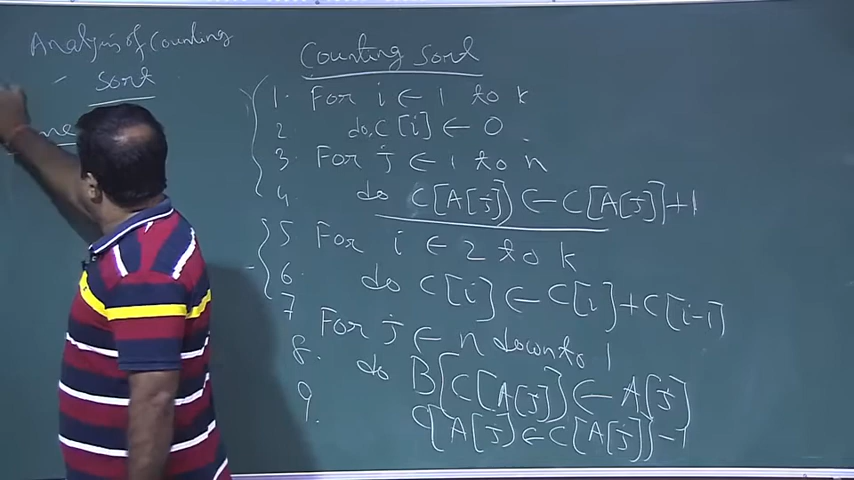 Analysis of Counting
Sort
Counting Sort
1. For i ← 1 to k
2. do C[i] ← 0
3. For j ← 1 to n
4. do C[A[j]] ← C[A[j]]+1
5 For i ← 2 to k
6. do C[i] ← C[i]+C[i-1]
7 For j ← n downto 1
8. do B[C[A[j]] ← A[j]
9. C[A[j] ← C[A[j]]-1